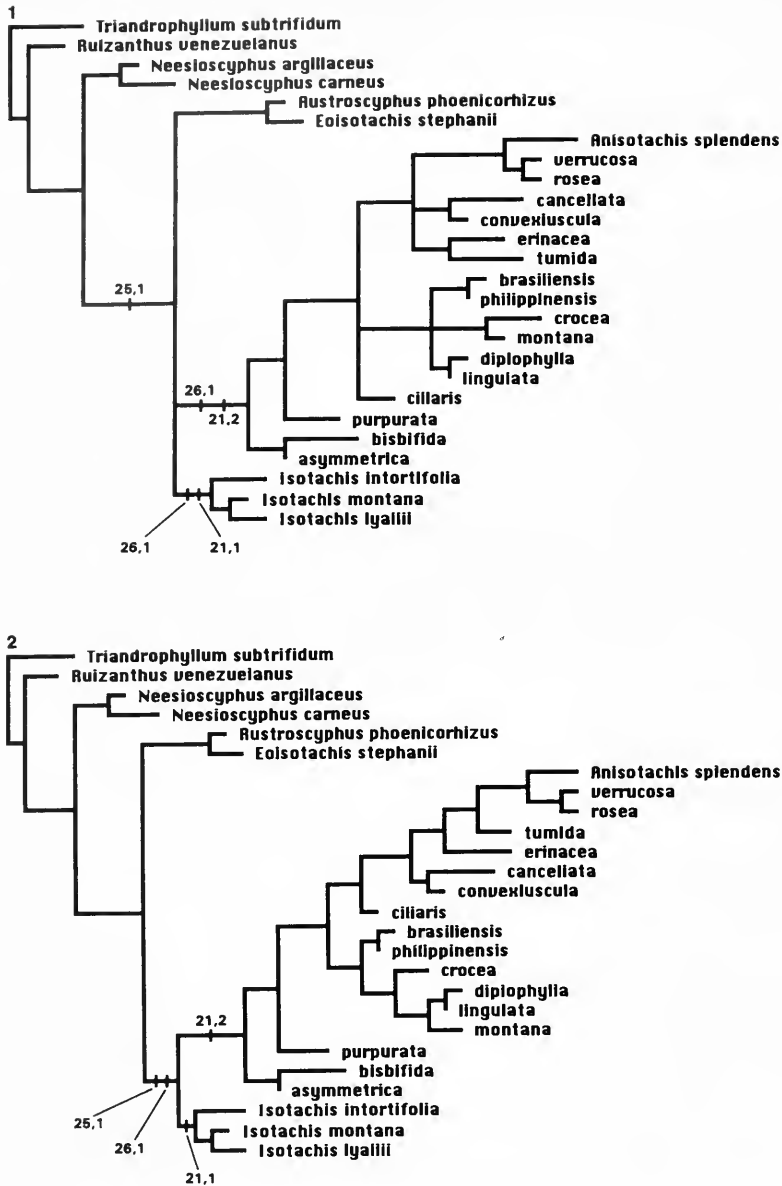 1
Triandrophyllum subtrifidum
Ruizanthus venezuelanus
Neesioscyphus argillaceus
Neesioscyphus carneus
Austroscyphus phoenicorhizus
Eoisotachis stephanii
Anisotachis splendens
verrucosa
rosea
cancellata
convexiuscula
erinacea
tumida
brasiliensis
philippinensis
25,1
crocea
montana
diplophylla
lingulata
26,1
ciliaris
21,2
purpurata
bisbifida
asymmetrica
Isotachis intortifolia
Isotachis montana
Isotachis lyallii
26,1
21,1
2
Triandrophyllum subtrifidum
Ruizanthus venezuelanus
Neesioscyphus argillaceus
Neesioscyphus carneus
Austroscyphus phoenicorhizus
Eoisotachis stephanii
Anisotachis splendens
verrucosa
rosea
tumida
erinacea
cancellata
convexiuscula
ciliaris
brasiliensis
philippinensis
crocea
diplophylla
lingulata
21,2
montana
purpurata
bisbifida
asymmetrica
25,1
Isotachis intortifolia
26,1
Isotachis montana
Isotachis lyallii
21,1